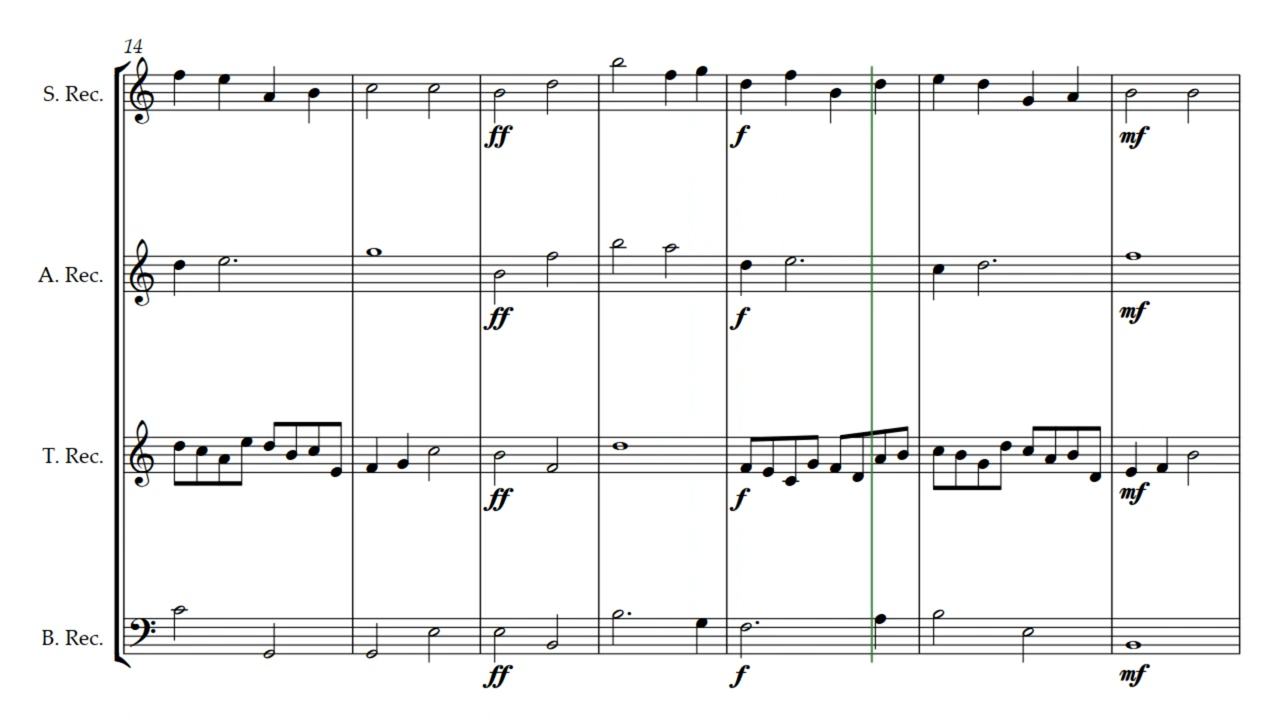 14
S. Rec.
ff f mf
A. Rec.
ff f mf
T. Rec.
ff f mf
B. Rec.
ff f mf